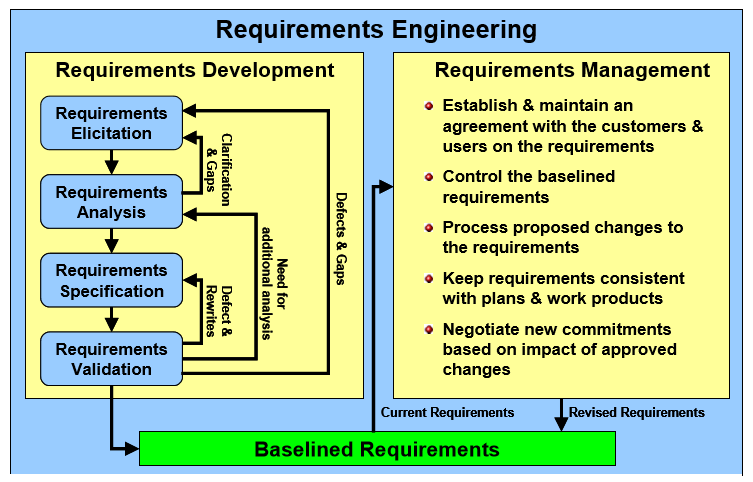 Requirements Engineering
Requirements Development
Requirements
Elicitation
Requirements
Analysis
Requirements
Specification
Requirements
Validation
Clarification
& Gaps
Defect &
Rewrites
Need for
additional analysis
Defects & Gaps
Requirements Management
Establish & maintain an
agreement with the customers &
users on the requirements
Control the baselined
requirements
Process proposed changes to
the requirements
Keep requirements consistent
with plans & work products
Negotiate new commitments
based on impact of approved
changes
Current Requirements
Revised Requirements
Baselined Requirements